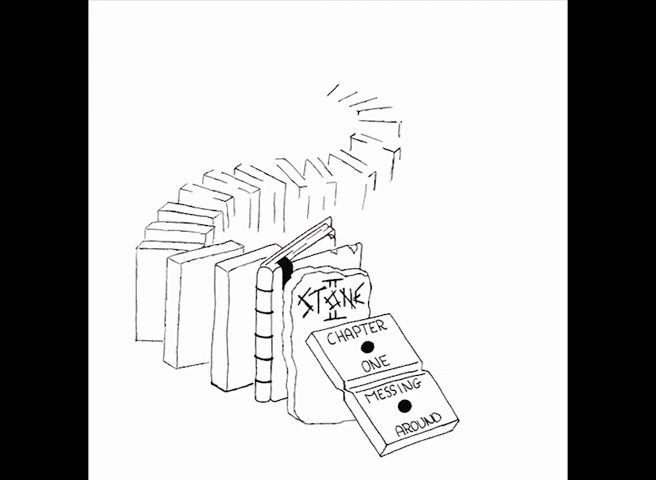 STONE
II
CHAPTER
ONE
MESSING
AROUND